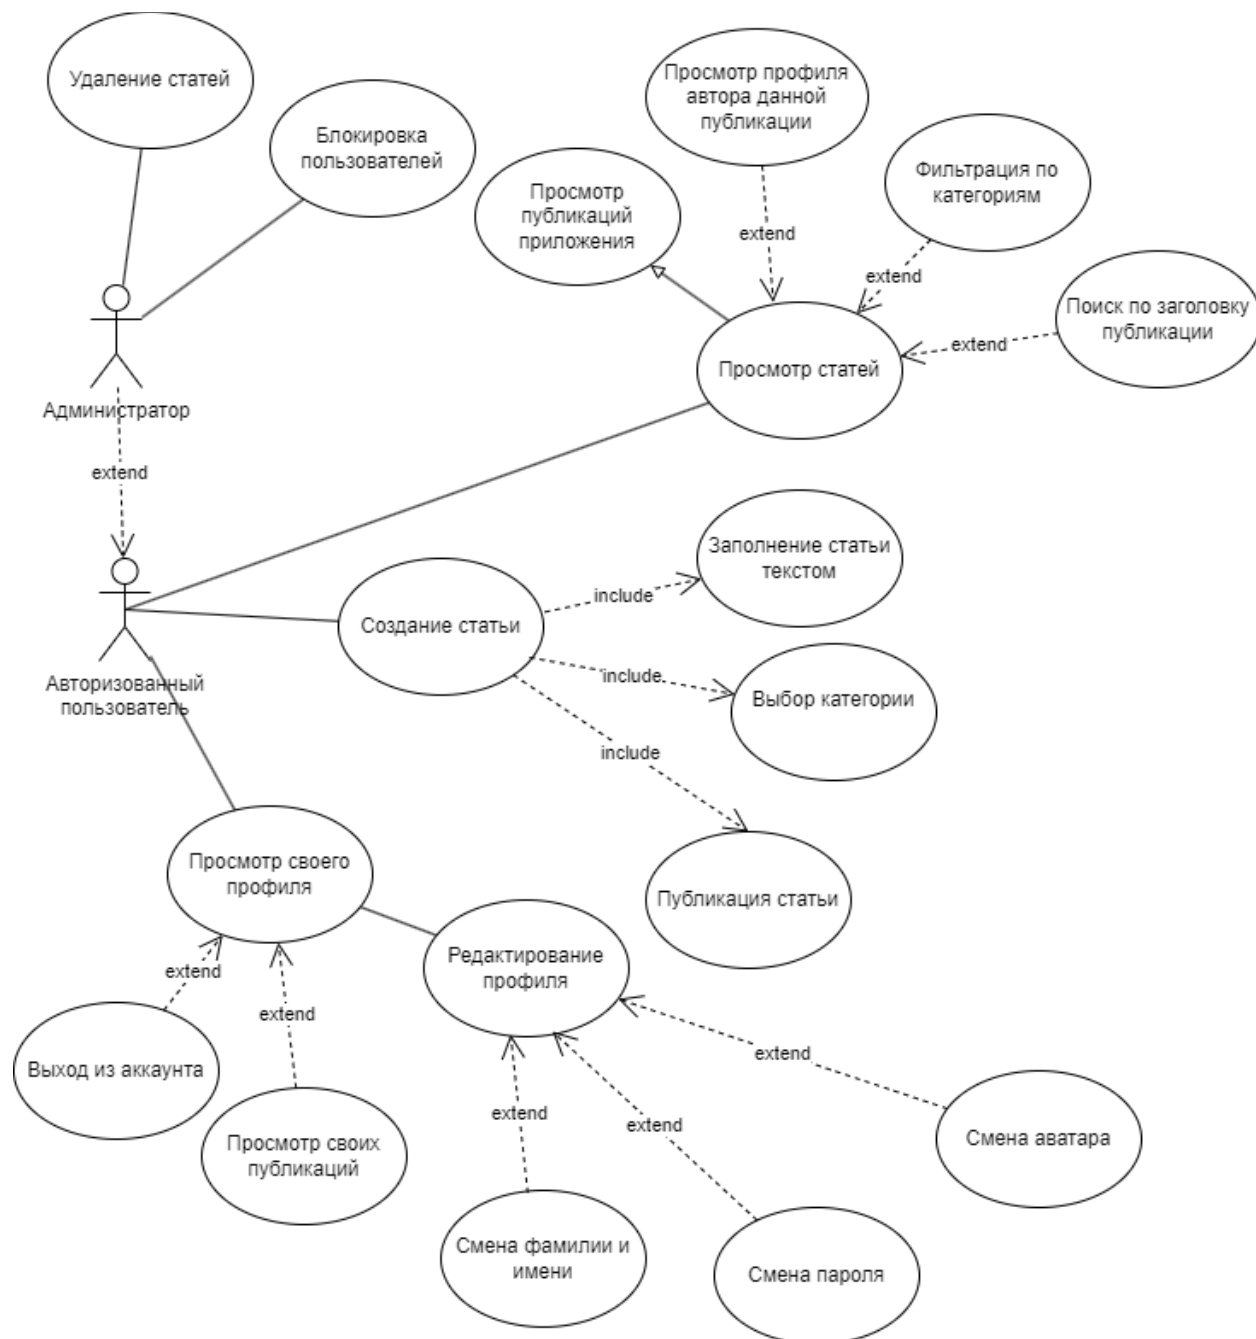 Удаление статей
Блокировка
пользователей
Просмотр профиля
автора данной
публикации
Фильтрация по
категориям
Просмотр
публикаций
приложения
extend
extend
Поиск по заголовку
публикации
extend
Просмотр статей
Администратор
extend
Заполнение статьи
текстом
include
Создание статьи
Авторизованный
пользователь
include
Выбор категории
include
Просмотр своего
профиля
Публикация статьи
Редактирование
профиля
extend
extend
Выход из аккаунта
extend
extend
extend
Просмотр своих
публикаций
Смена аватара
Смена фамилии и
имени
Смена пароля